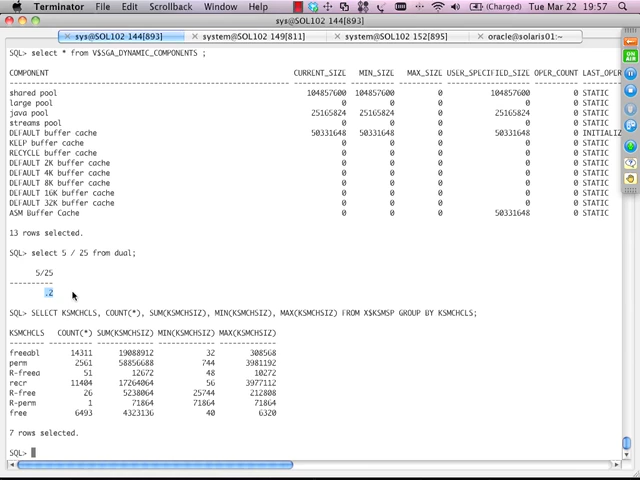 Terminator File Edit View Window Help (Charged) Tue Mar 22 19:57
sys@SOL102 144[893]
sys@SOL102 144[893] system@SOL102 149[811] system@SOL102 152[895] oracle@solaris01:~
SQL> select * from V$SGA_DYNAMIC_COMPONENTS ;
COMPONENT CURRENT_SIZE MIN_SIZE MAX_SIZE USER_SPECIFIED_SIZE OPER_COUNT LAST_OPER
shared pool 104857600 104857600 0 104857600 0 STATIC
large pool 0 0 0 0 0 STATIC
java pool 25165824 25165824 0 25165824 0 STATIC
streams pool 0 0 0 0 0 STATIC
DEFAULT buffer cache 50331648 50331648 0 50331648 0 INITIALIZ
KEEP buffer cache 0 0 0 0 0 STATIC
RECYCLE buffer cache 0 0 0 0 0 STATIC
DEFAULT 2K buffer cache 0 0 0 0 0 STATIC
DEFAULT 4K buffer cache 0 0 0 0 0 STATIC
DEFAULT 8K buffer cache 0 0 0 0 0 STATIC
DEFAULT 16K buffer cache 0 0 0 0 0 STATIC
DEFAULT 32K buffer cache 0 0 0 0 0 STATIC
ASM Buffer Cache 0 0 0 50331648 0 STATIC
13 rows selected.
SQL> select 5 / 25 from dual;
5/25
----------
.2
SQL> SELECT KSMCHCLS, COUNT(*), SUM(KSMCHSIZ), MIN(KSMCHSIZ), MAX(KSMCHSIZ) FROM X$KSMSP GROUP BY KSMCHCLS;
KSMCHCLS COUNT(*) SUM(KSMCHSIZ) MIN(KSMCHSIZ) MAX(KSMCHSIZ)
-------- ---------- ------------- ------------- -------------
freeabl 14311 19088912 32 308568
perm 2561 58856688 744 3981192
R-freea 51 12672 48 10272
recr 11404 17264064 56 3977112
R-free 26 5238064 25744 212808
R-perm 1 71864 71864 71864
free 6493 4323136 40 6320
7 rows selected.
SQL>
ON AIR